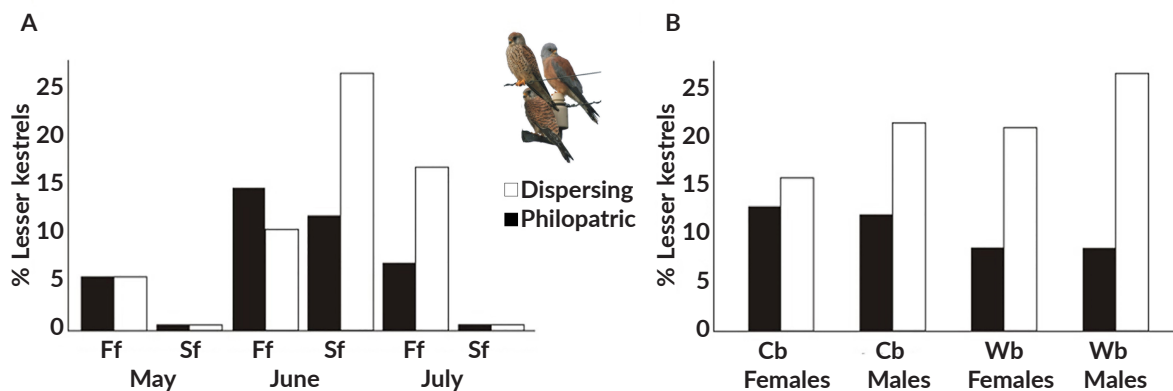 A
% Lesser kestrels
25
20
15
10
5
0
Ff Sf Ff Sf Ff Sf
May June July
Dispersing
Philopatric
B
% Lesser kestrels
25
20
15
10
5
0
Cb Cb Wb Wb
Females Males Females Males